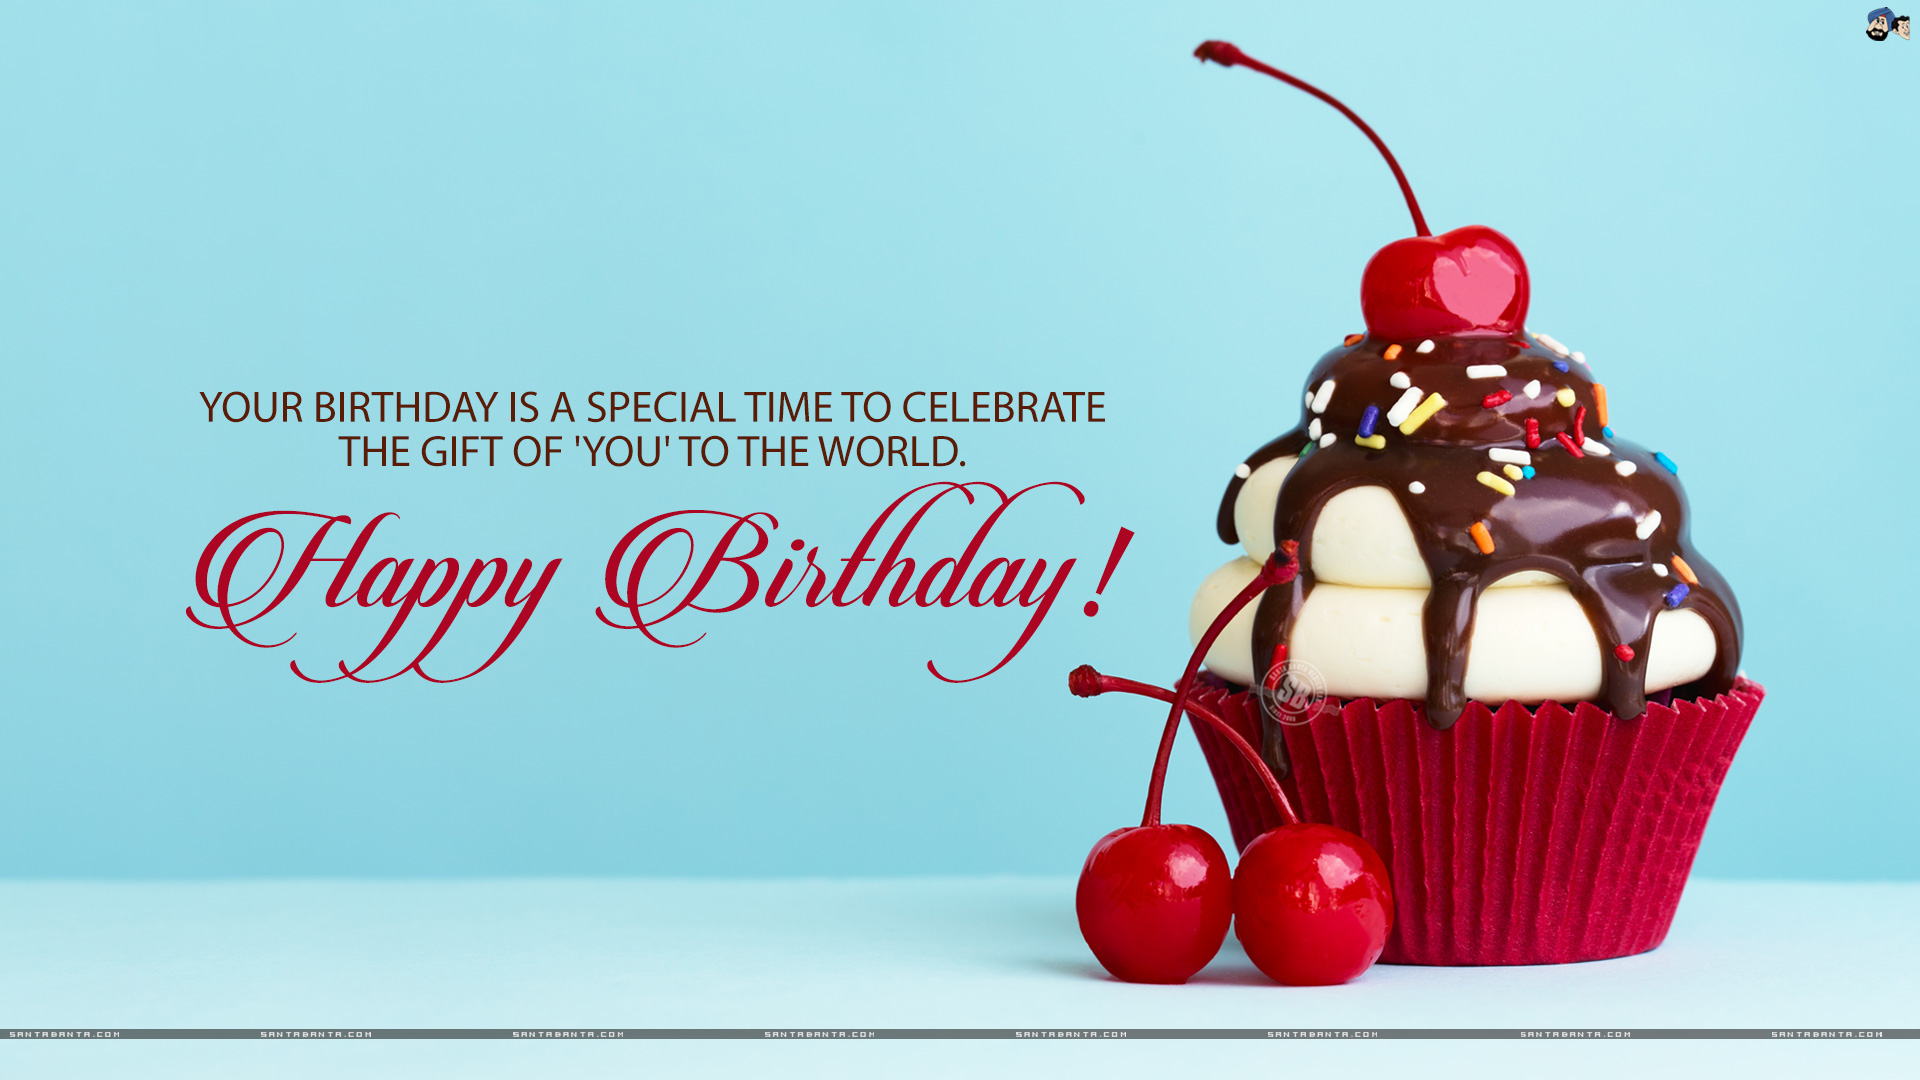 YOUR BIRTHDAY IS A SPECIAL TIME TO CELEBRATE
THE GIFT OF 'YOU' TO THE WORLD.
Happy Birthday!
SB
SANTABANTA.COM SANTABANTA.COM SANTABANTA.COM SANTABANTA.COM SANTABANTA.COM SANTABANTA.COM SANTABANTA.COM SANTABANTA.COM